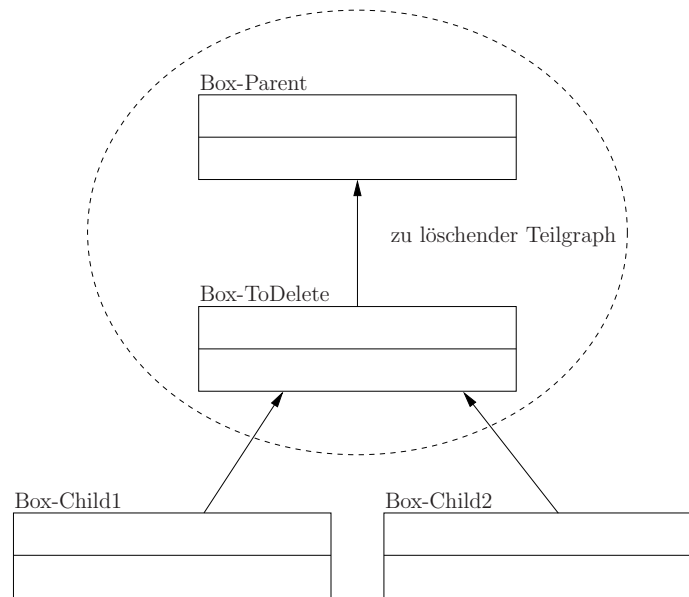 Box-Parent
zu löschender Teilgraph
Box-ToDelete
Box-Child1
Box-Child2